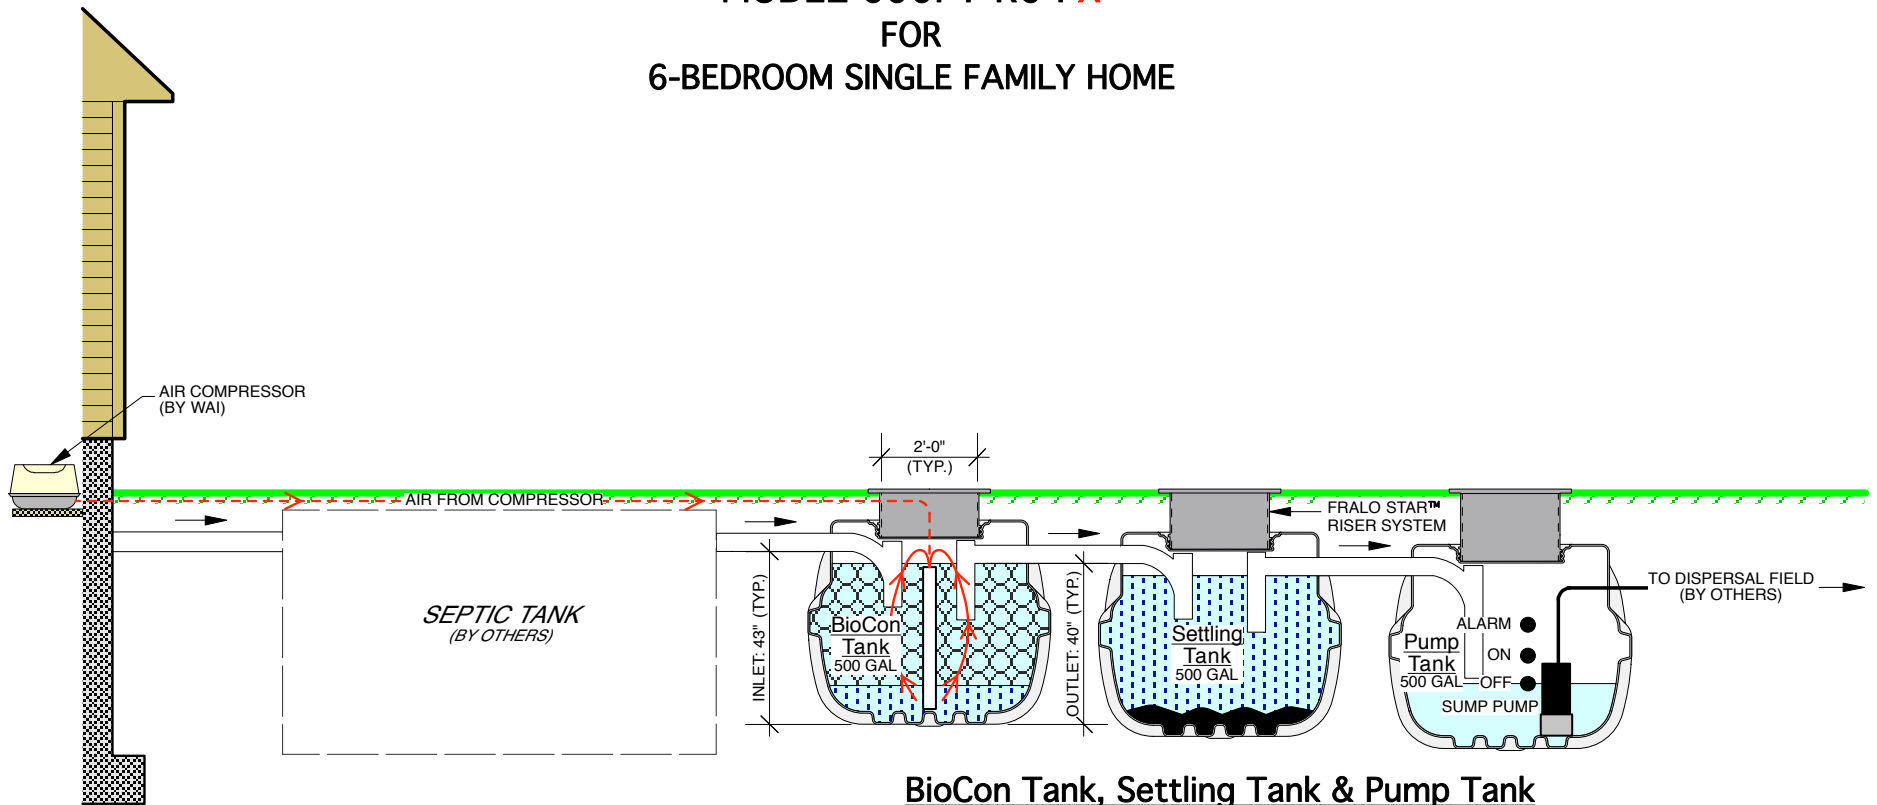 FOR
6-BEDROOM SINGLE FAMILY HOME
AIR COMPRESSOR
(BY WAI)
2'-0"
(TYP.)
AIR FROM COMPRESSOR
FRALO STAR™
RISER SYSTEM
SEPTIC TANK
(BY OTHERS)
INLET: 43" (TYP.)
BioCon
Tank
500 GAL
OUTLET: 40" (TYP.)
Settling
Tank
500 GAL
TO DISPERSAL FIELD
(BY OTHERS)
ALARM
ON
OFF
Pump
Tank
500 GAL
SUMP PUMP
BioCon Tank, Settling Tank & Pump Tank